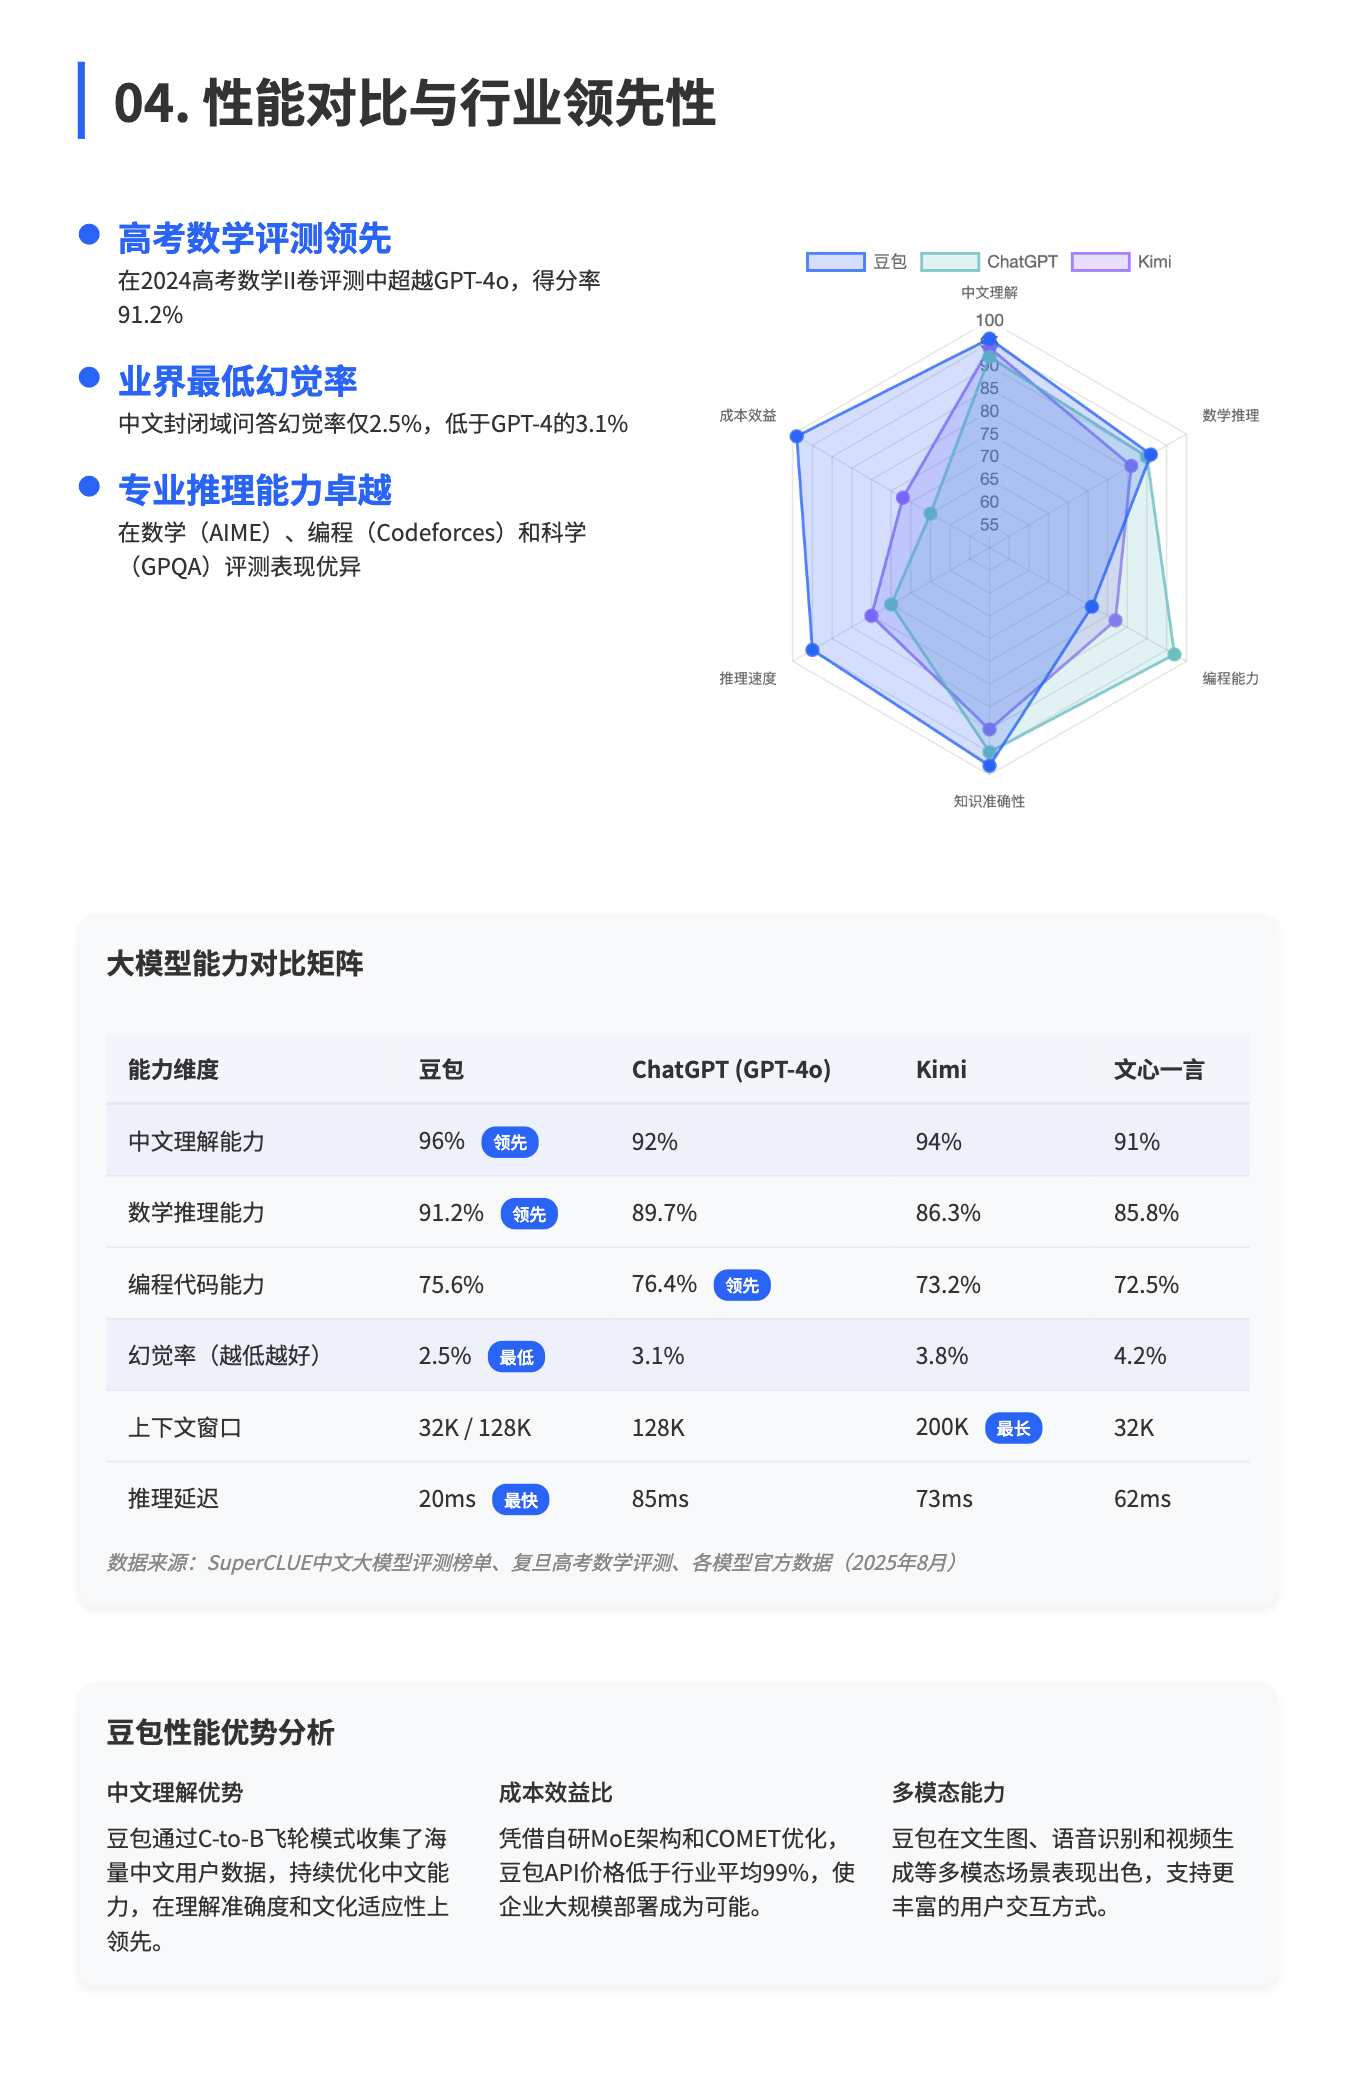 04. 性能对比与行业领先性
高考数学评测领先
在2024高考数学II卷评测中超越GPT-4o，得分率
91.2%
业界最低幻觉率
中文封闭域问答幻觉率仅2.5%，低于GPT-4的3.1%
专业推理能力卓越
在数学（AIME）、编程（Codeforces）和科学
（GPQA）评测表现优异
豆包 ChatGPT Kimi
中文理解
100
90
85
80
75
70
65
60
55
成本效益
数学推理
推理速度
编程能力
知识准确性
大模型能力对比矩阵
能力维度 豆包 ChatGPT (GPT-4o) Kimi 文心一言
中文理解能力 96% 领先 92% 94% 91%
数学推理能力 91.2% 领先 89.7% 86.3% 85.8%
编程代码能力 75.6% 76.4% 领先 73.2% 72.5%
幻觉率（越低越好） 2.5% 最低 3.1% 3.8% 4.2%
上下文窗口 32K / 128K 128K 200K 最长 32K
推理延迟 20ms 最快 85ms 73ms 62ms
数据来源：SuperCLUE中文大模型评测榜单、复旦高考数学评测、各模型官方数据（2025年8月）
豆包性能优势分析
中文理解优势
豆包通过C-to-B飞轮模式收集了海
量中文用户数据，持续优化中文能
力，在理解准确度和文化适应性上
领先。
成本效益比
凭借自研MoE架构和COMET优化，
豆包API价格低于行业平均99%，使
企业大规模部署成为可能。
多模态能力
豆包在文生图、语音识别和视频生
成等多模态场景表现出色，支持更
丰富的用户交互方式。